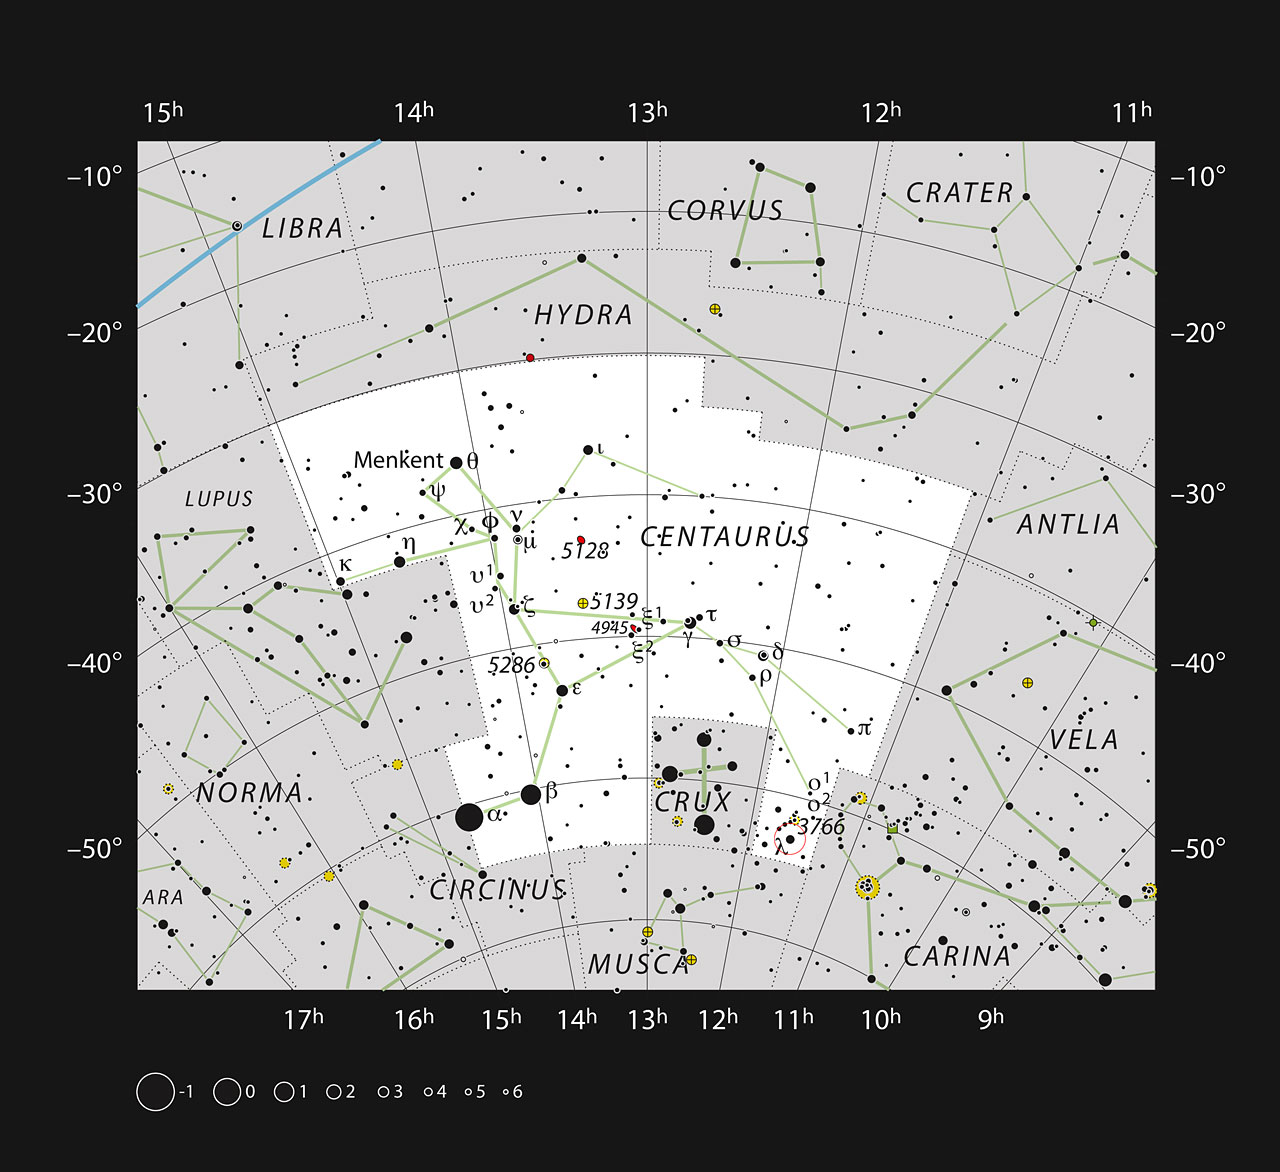 15h 14h 13h 12h 11h
–10° –10°
CRATER
CORVUS
LIBRA
HYDRA
–20° –20°
Menkent θ ι
ψ
–30° –30°
LUPUS
χ ϕ ν
ANTLIA
CENTAURUS
η μ
5128
κ
υ1
5139
υ2 ζ
ξ1 τ
4945
γ
σ
ξ2 δ
–40° –40°
5286
ρ
ε
π
VELA
ο1
NORMA β
CRUX ο2
α
3766
λ
–50° –50°
CIRCINUS
ARA
CARINA
MUSCA
17h 16h 15h 14h 13h 12h 11h 10h 9h
-1 0 1 2 3 4 5 6